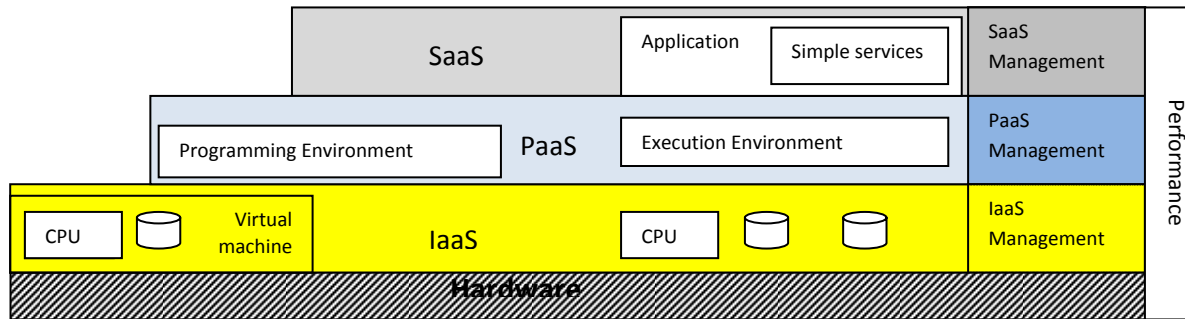 SaaS
Application
Simple services
SaaS
Management
Programming Environment
PaaS
Execution Environment
PaaS
Management
CPU
Virtual
machine
IaaS
CPU
IaaS
Management
Hardware
Performance